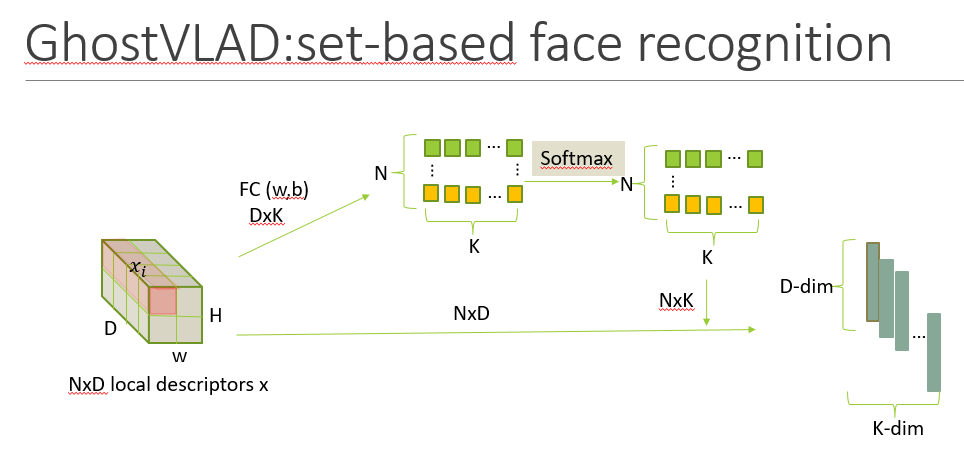 GhostVLAD:set-based face recognition
N
...
Softmax
N
...
FC (w,b)
DxK
...
...
K
K
x_i
D
H
w
NxD
NxK
D-dim
...
NxD local descriptors x
K-dim